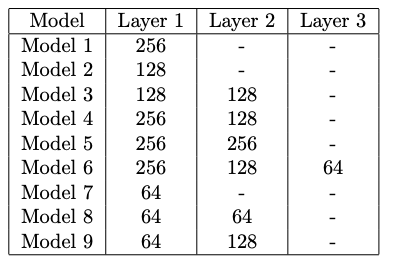 Model Layer 1 Layer 2 Layer 3
Model 1 256 - -
Model 2 128 - -
Model 3 128 128 -
Model 4 256 128 -
Model 5 256 256 -
Model 6 256 128 64
Model 7 64 - -
Model 8 64 64 -
Model 9 64 128 -